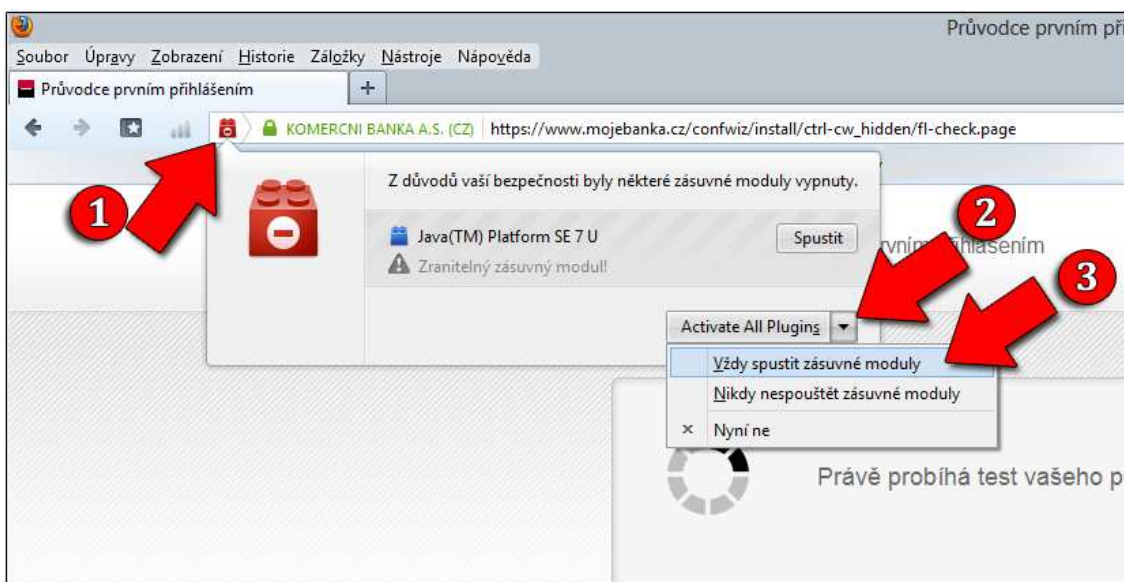 Průvodce prvním při
Soubor Úpravy Zobrazení Historie Záložky Nástroje Nápověda
Průvodce prvním přihlášením
KOMERCNI BANKA A.S. (CZ) https://www.mojebanka.cz/confwiz/install/ctrl-cw_hidden/fl-check.page
Z důvodů vaší bezpečnosti byly některé zásuvné moduly vypnuty.
1
2
Java(TM) Platform SE 7 U
Spustit
Zranitelný zásuvný modul!
3
Activate All Plugins
Vždy spustit zásuvné moduly
Nikdy nespouštět zásuvné moduly
× Nyní ne
Právě probíhá test vašeho p